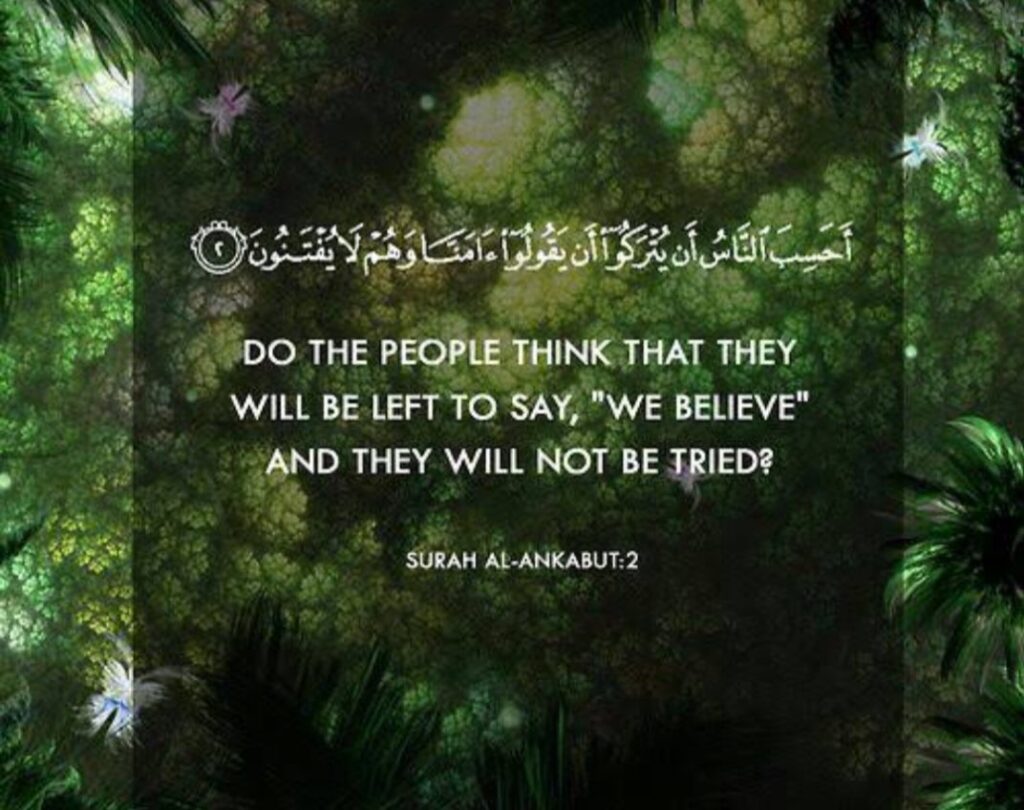 أَحَسِبَ ٱلنَّاسُ أَن يُتْرَكُوٓا۟ أَن يَقُولُوٓا۟ ءَامَنَّا وَهُمْ لَا يُفْتَنُونَ ٢
DO THE PEOPLE THINK THAT THEY
WILL BE LEFT TO SAY, "WE BELIEVE"
AND THEY WILL NOT BE TRIED?
SURAH AL-ANKABUT:2